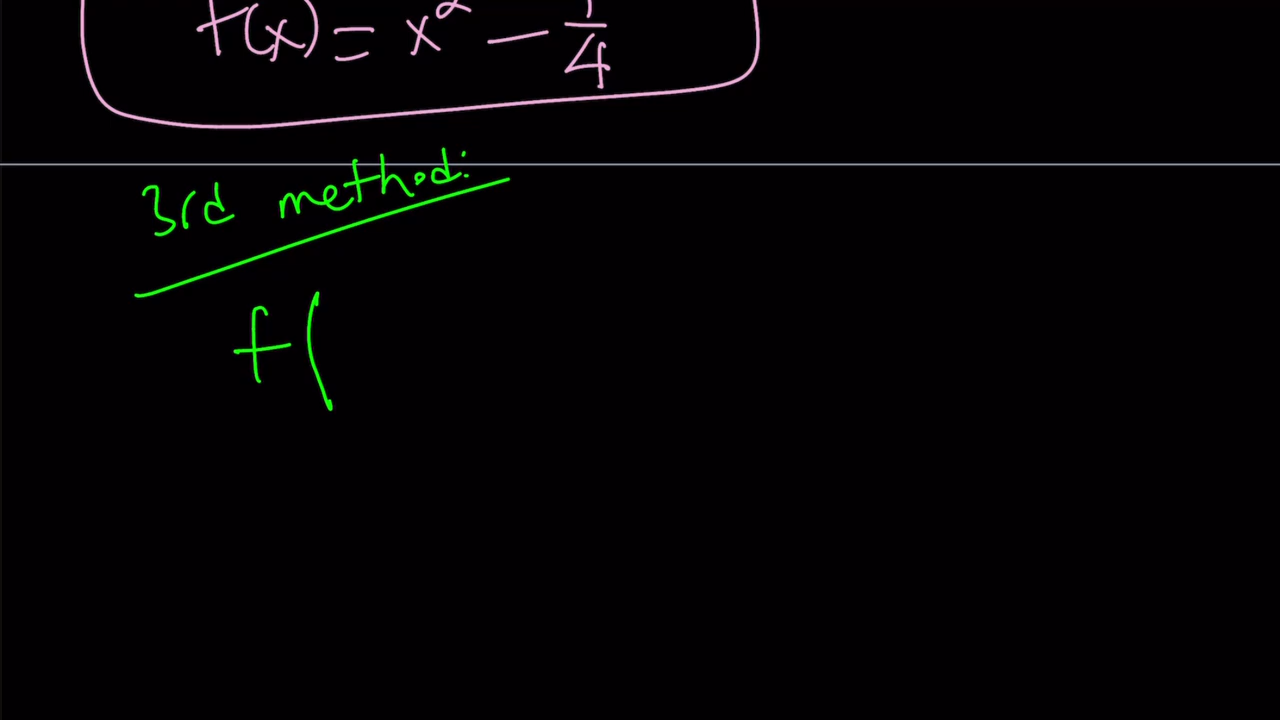 f(x) = x² - 1/4
3rd method:
f(